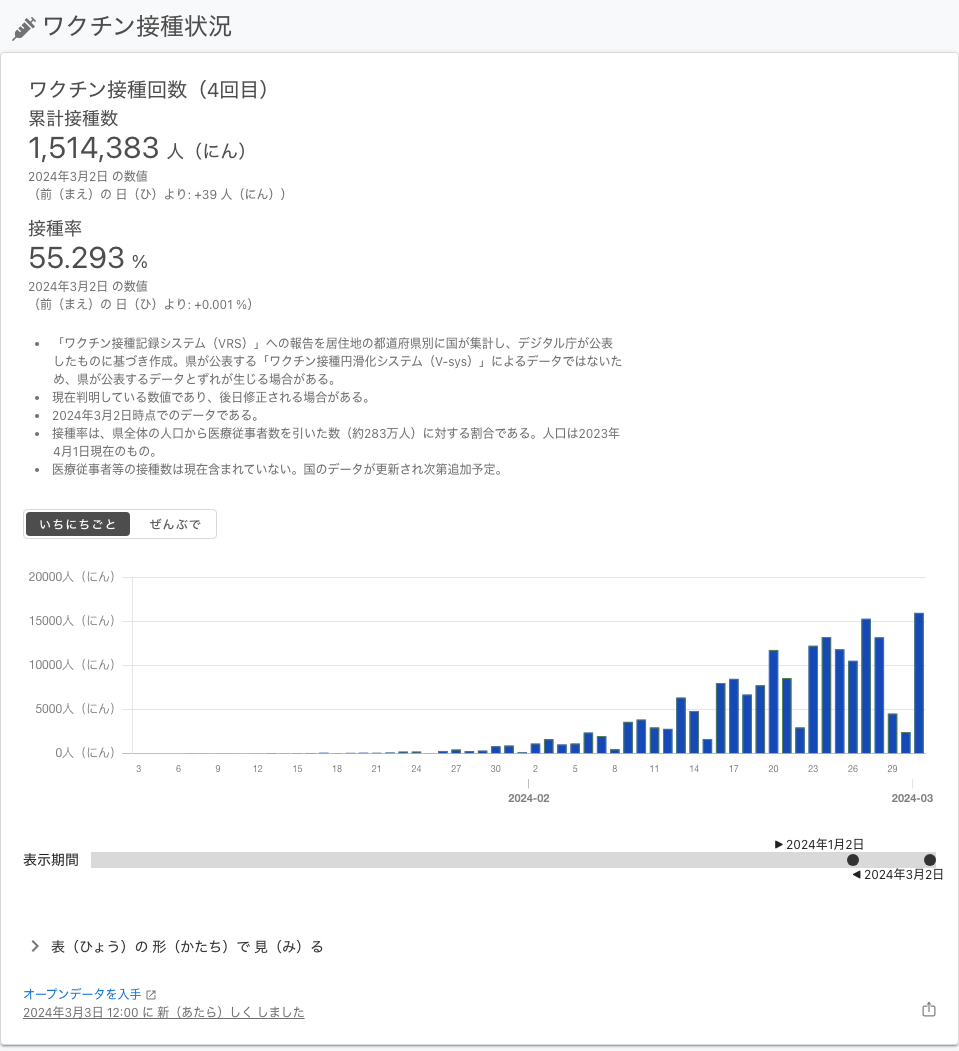 ワクチン接種状況
ワクチン接種回数（4回目）
累計接種数
1,514,383 人（にん）
2024年3月2日 の数値
（前（まえ）の 日（ひ）より: +39 人（にん））
接種率
55.293 %
2024年3月2日 の数値
（前（まえ）の 日（ひ）より: +0.001 %）
• 「ワクチン接種記録システム（VRS）」への報告を居住地の都道府県別に国が集計し、デジタル庁が公表
したものに基づき作成。県が公表する「ワクチン接種円滑化システム（V-sys）」によるデータではないた
め、県が公表するデータとずれが生じる場合がある。
• 現在判明している数値であり、後日修正される場合がある。
• 2024年3月2日時点でのデータである。
• 接種率は、県全体の人口から医療従事者数を引いた数（約283万人）に対する割合である。人口は2023年
4月1日現在のもの。
• 医療従事者等の接種数は現在含まれていない。国のデータが更新され次第追加予定。
いちにちごと ぜんぶで
20000人（にん）
15000人（にん）
10000人（にん）
5000人（にん）
0人（にん）
3 6 9 12 15 18 21 24 27 30 2 5 8 11 14 17 20 23 26 29
2024-02 2024-03
▶ 2024年1月2日
表示期間
◀ 2024年3月2日
表（ひょう）の 形（かたち）で 見（み）る
オープンデータを入手
2024年3月3日 12:00 に 新（あたら）しく しました